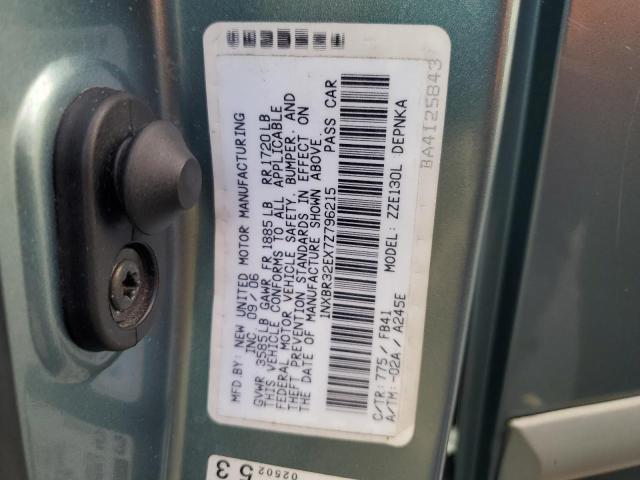 MFD BY: NEW UNITED MOTOR MANUFACTURING
INC. 09/06
GVWR 3585LB GAWR FR 1885LB RR 1720LB
THIS VEHICLE CONFORMS TO ALL APPLICABLE
FEDERAL MOTOR VEHICLE SAFETY, BUMPER, AND
THEFT PREVENTION STANDARDS IN EFFECT ON
THE DATE OF MANUFACTURE SHOWN ABOVE.
1NXBR32EX7Z796215 PASS CAR
C/TR: 775/FB41 MODEL: ZZE130L DEPNKA
A/TM: -02A/A245E
BA4125843
02502
53